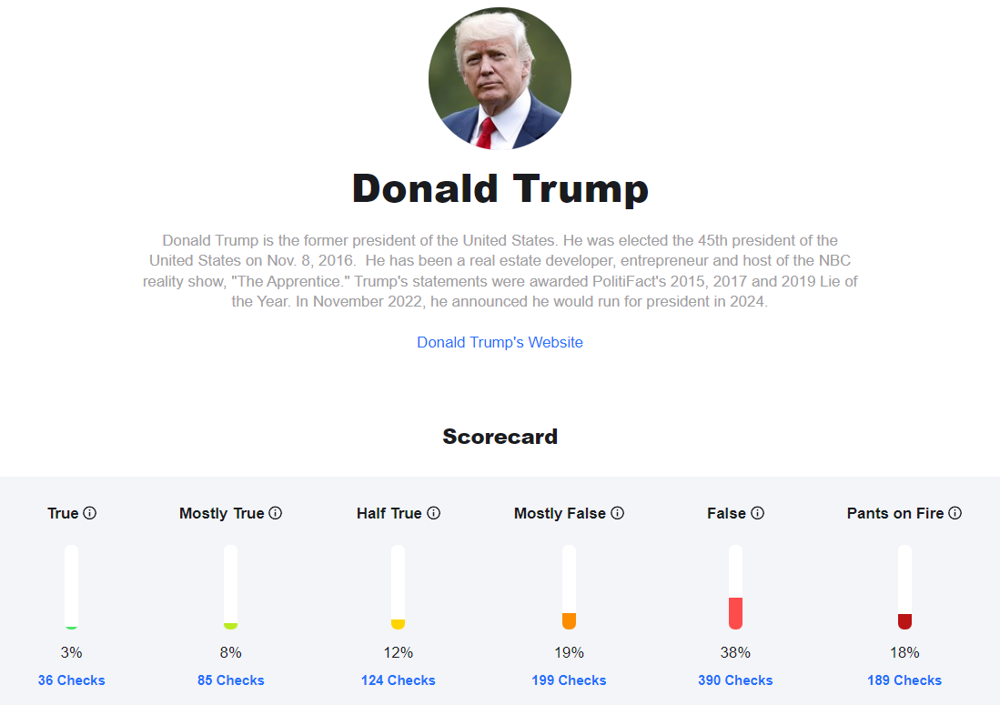 Donald Trump
Donald Trump is the former president of the United States. He was elected the 45th president of the
United States on Nov. 8, 2016.  He has been a real estate developer, entrepreneur and host of the NBC
reality show, "The Apprentice." Trump's statements were awarded PolitiFact's 2015, 2017 and 2019 Lie of
the Year. In November 2022, he announced he would run for president in 2024.
Donald Trump's Website
Scorecard
True Mostly True Half True Mostly False False Pants on Fire
3% 8% 12% 19% 38% 18%
36 Checks 85 Checks 124 Checks 199 Checks 390 Checks 189 Checks